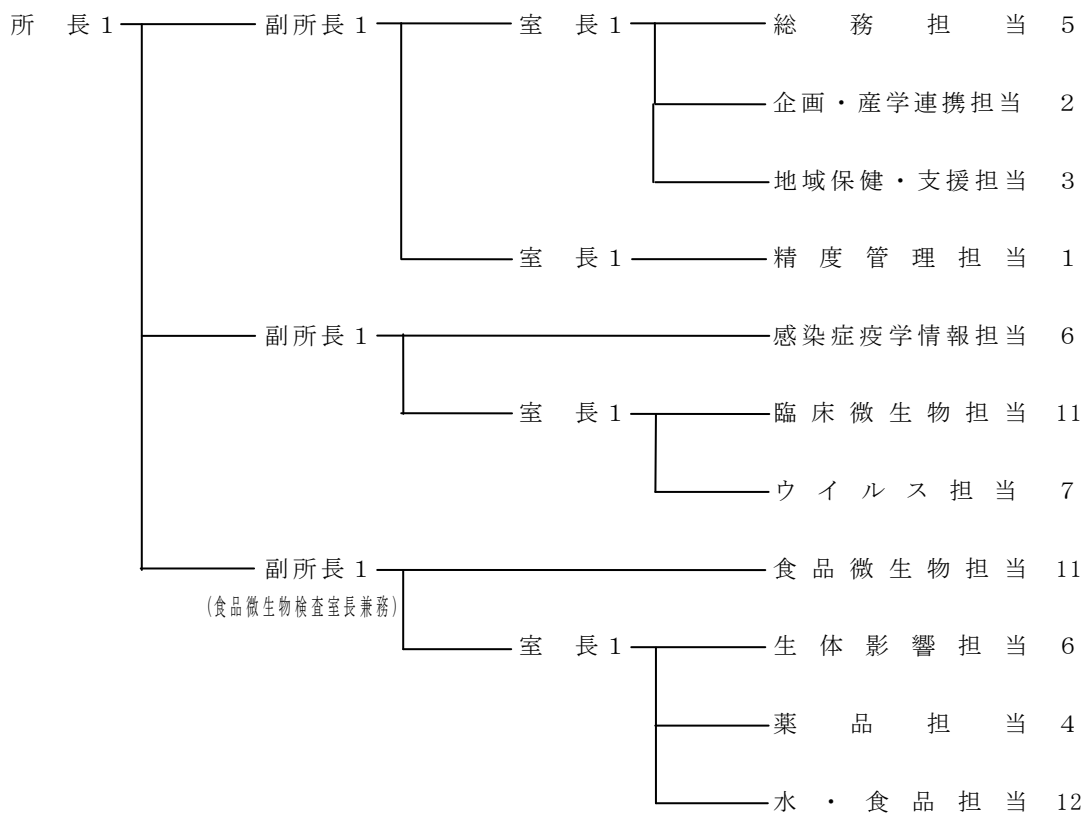 所 長 1 副所長 1 室 長 1 総務担当 5
企画・産学連携担当 2
地域保健・支援担当 3
室 長 1 精度管理担当 1
副所長 1 感染症疫学情報担当 6
室 長 1 臨床微生物担当 11
ウイルス担当 7
副所長 1 食品微生物担当 11
(食品微生物検査室長兼務)
室 長 1 生体影響担当 6
薬品担当 4
水・食品担当 12